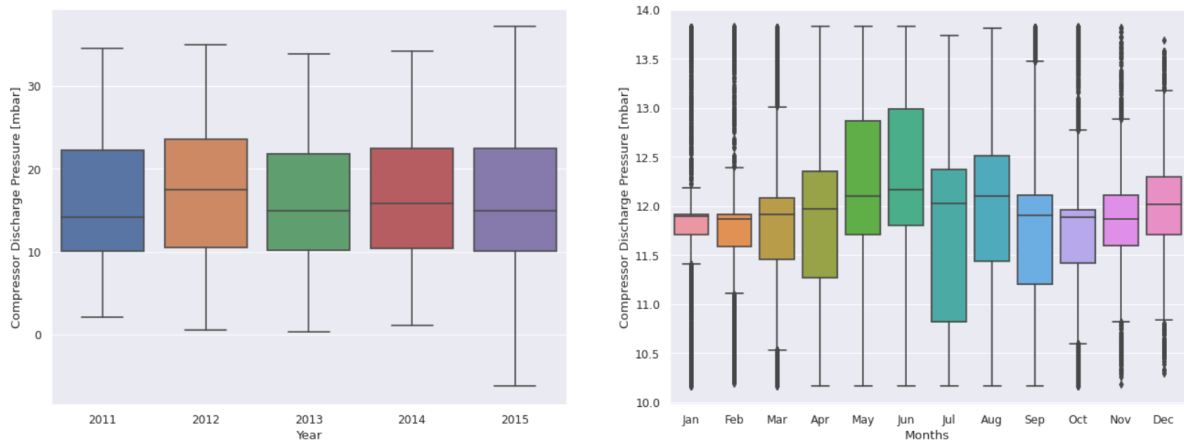 Compressor Discharge Pressure [mbar]
30
20
10
0
2011 2012 2013 2014 2015
Year
Compressor Discharge Pressure [mbar]
14.0
13.5
13.0
12.5
12.0
11.5
11.0
10.5
10.0
Jan Feb Mar Apr May Jun Jul Aug Sep Oct Nov Dec
Months